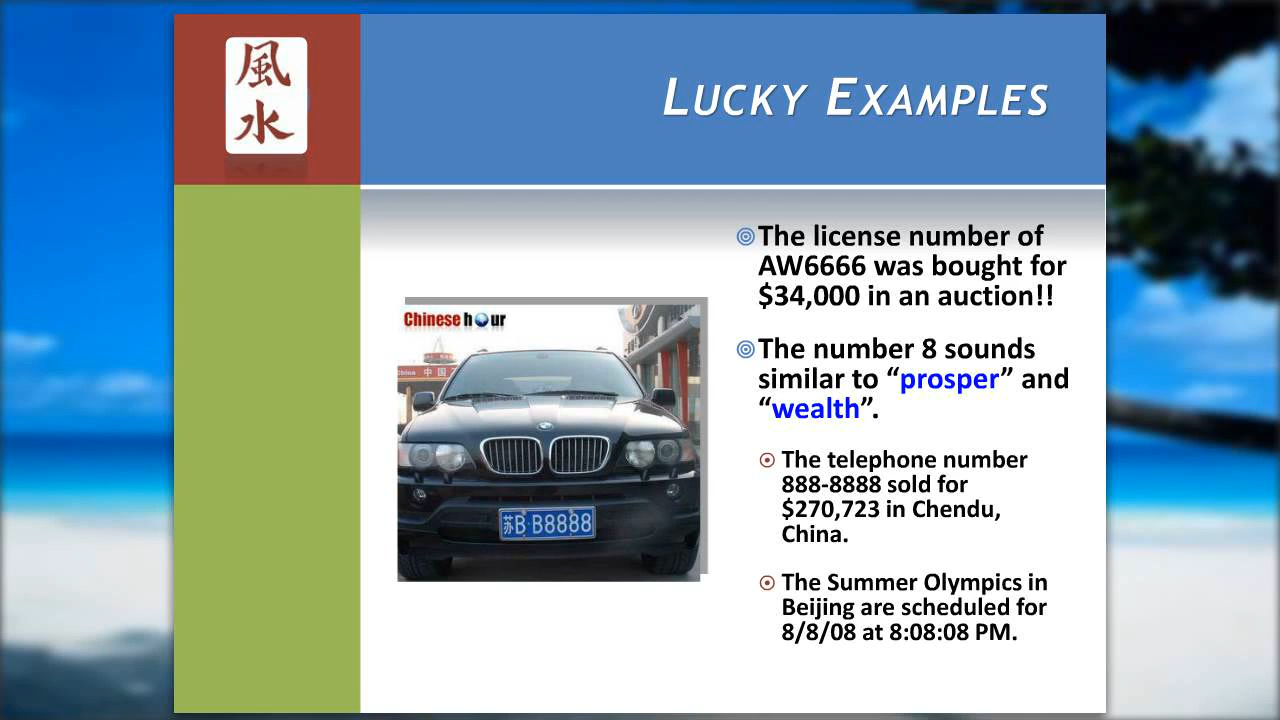 風
水
LUCKY EXAMPLES
The license number of
AW6666 was bought for
$34,000 in an auction!!
The number 8 sounds
similar to “prosper” and
“wealth”.
The telephone number
888-8888 sold for
$270,723 in Chendu,
China.
The Summer Olympics in
Beijing are scheduled for
8/8/08 at 8:08:08 PM.
Chinese hour
China 中国
苏B·B8888